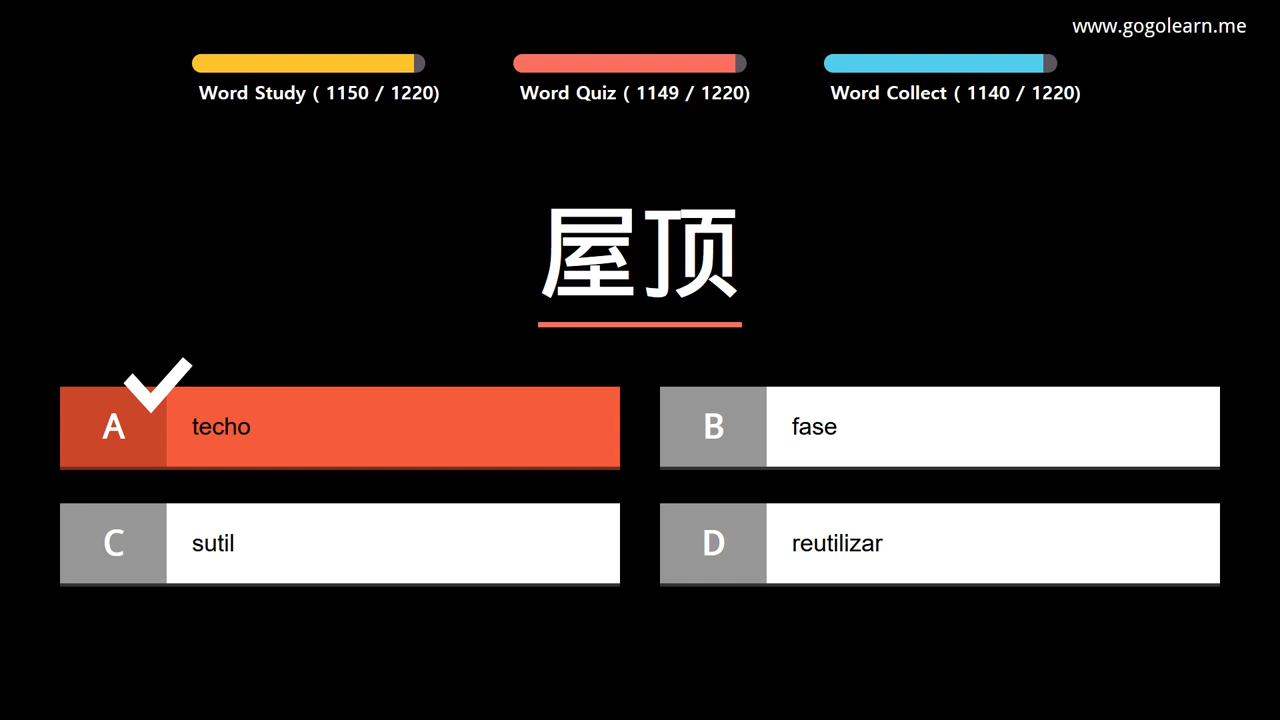 www.gogolearn.me
Word Study ( 1150 / 1220)
Word Quiz ( 1149 / 1220)
Word Collect ( 1140 / 1220)
屋顶
A techo
B fase
C sutil
D reutilizar